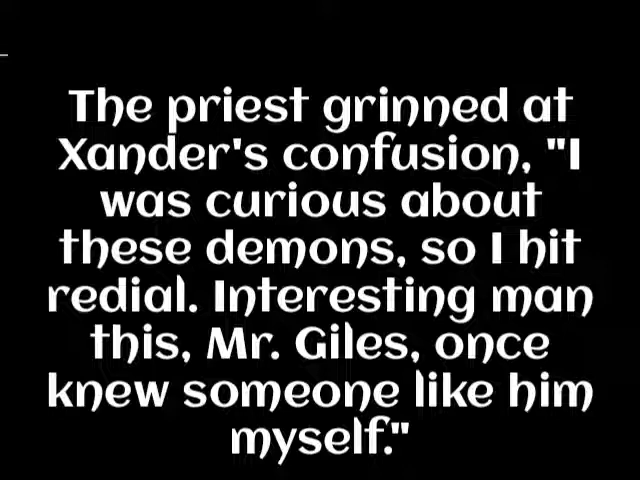 The priest grinned at
Xander's confusion, "I
was curious about
these demons, so I hit
redial. Interesting man
this, Mr. Giles, once
knew someone like him
myself."